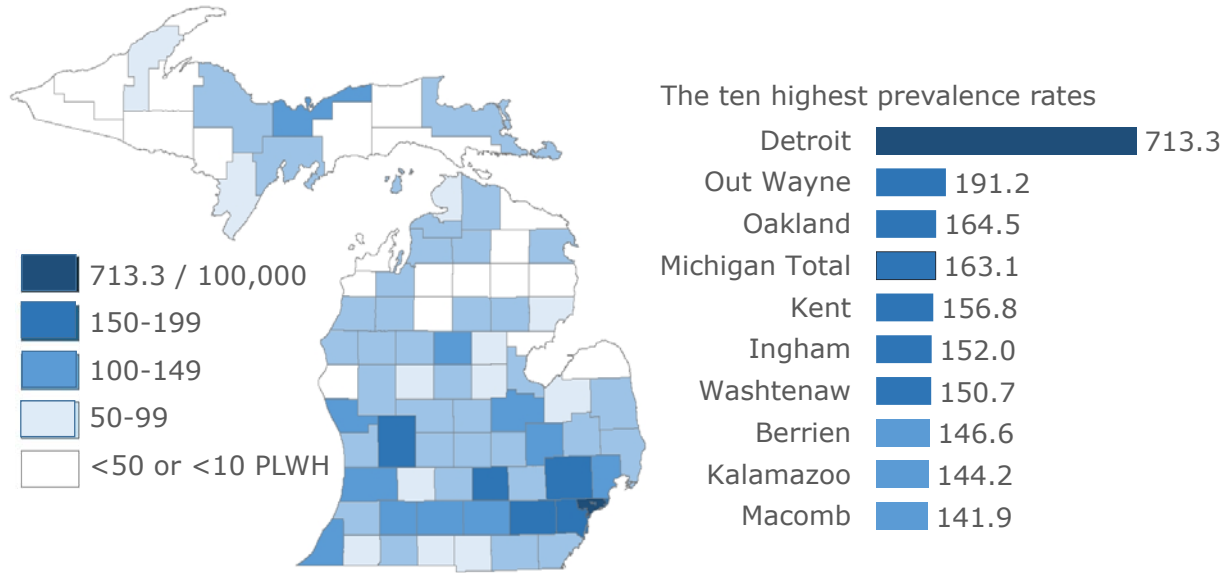 The ten highest prevalence rates
Detroit 713.3
Out Wayne 191.2
Oakland 164.5
Michigan Total 163.1
Kent 156.8
Ingham 152.0
Washtenaw 150.7
Berrien 146.6
Kalamazoo 144.2
Macomb 141.9
713.3 / 100,000
150-199
100-149
50-99
<50 or <10 PLWH